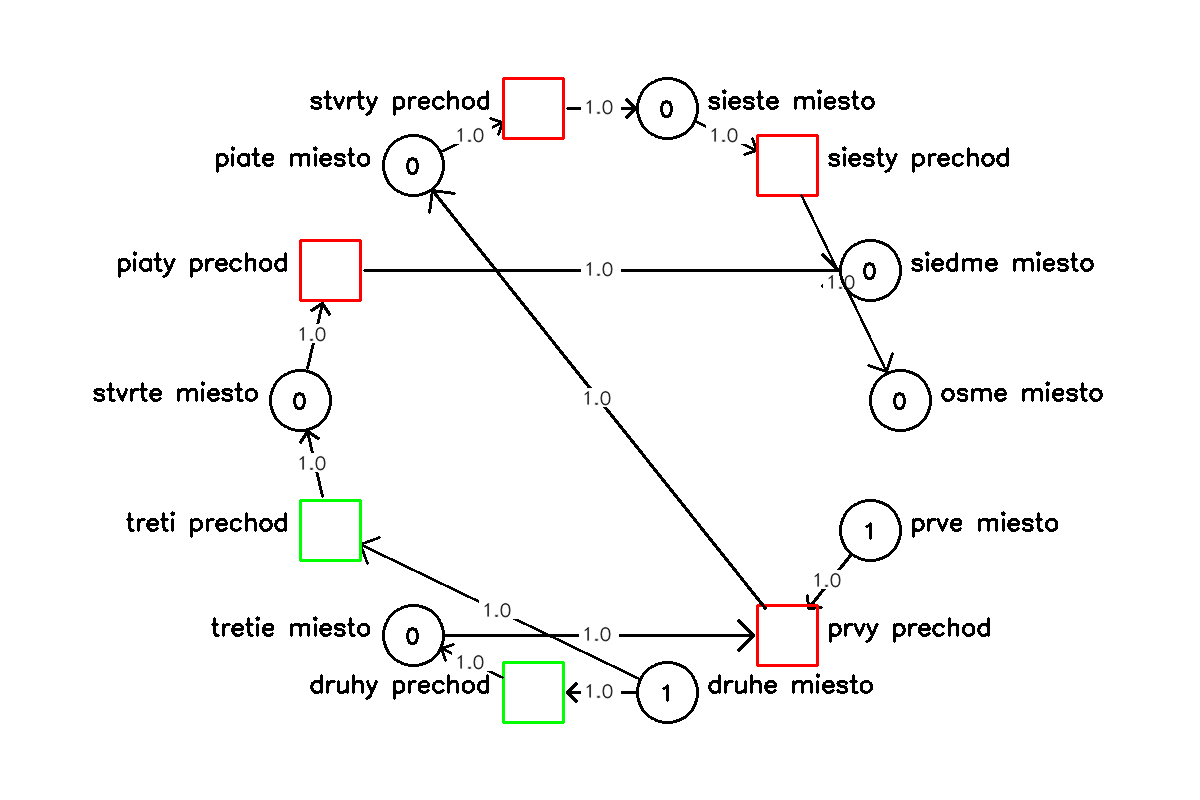 stvrty prechod 1.0 0 sieste miesto
1.0 1.0
piate miesto 0 siesty prechod
piaty prechod 1.0 0 siedme miesto
1.0
1.0
stvrte miesto 0 1.0 0 osme miesto
1.0
treti prechod 1 prve miesto
1.0
1.0
tretie miesto 0 1.0 prvy prechod
1.0
druhy prechod 1.0 1 druhe miesto